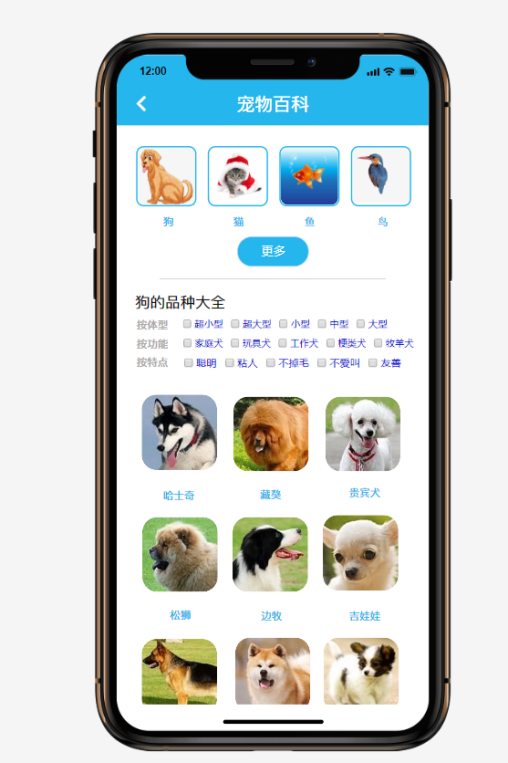 12:00
宠物百科
狗 猫 鱼 鸟
更多
狗的品种大全
按体型 超小型 超大型 小型 中型 大型
按功能 家庭犬 玩具犬 工作犬 梗类犬 牧羊犬
按特点 聪明 粘人 不掉毛 不爱叫 友善
哈士奇 藏獒 贵宾犬
松狮 边牧 吉娃娃